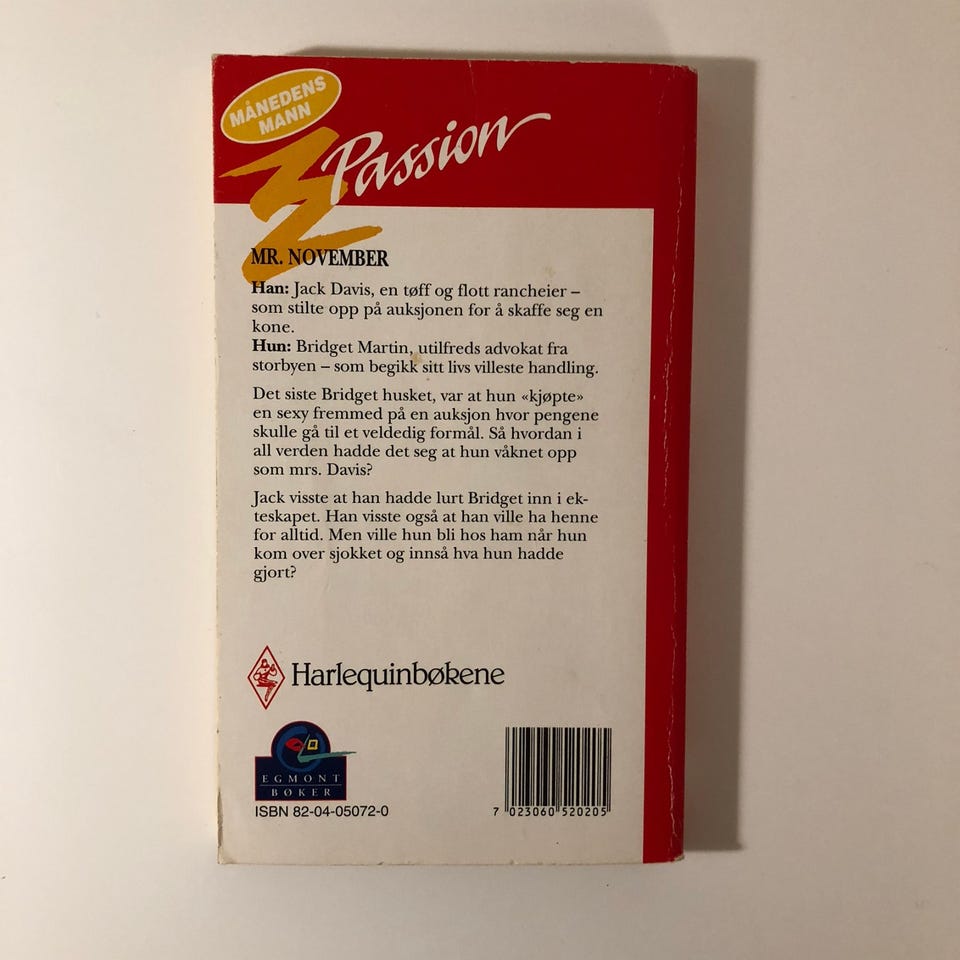 MÅNEDENS
MANN
Passion
MR. NOVEMBER
Han: Jack Davis, en tøff og flott rancheier –
som stilte opp på auksjonen for å skaffe seg en
kone.
Hun: Bridget Martin, utilfreds advokat fra
storbyen – som begikk sitt livs villeste handling.
Det siste Bridget husket, var at hun «kjøpte»
en sexy fremmed på en auksjon hvor pengene
skulle gå til et veldedig formål. Så hvordan i
all verden hadde det seg at hun våknet opp
som mrs. Davis?
Jack visste at han hadde lurt Bridget inn i ek-
teskapet. Han visste også at han ville ha henne
for alltid. Men ville hun bli hos ham når hun
kom over sjokket og innså hva hun hadde
gjort?
Harlequinbøkene
EGMONT
BØKER
ISBN 82-04-05072-0
7 023060 520205